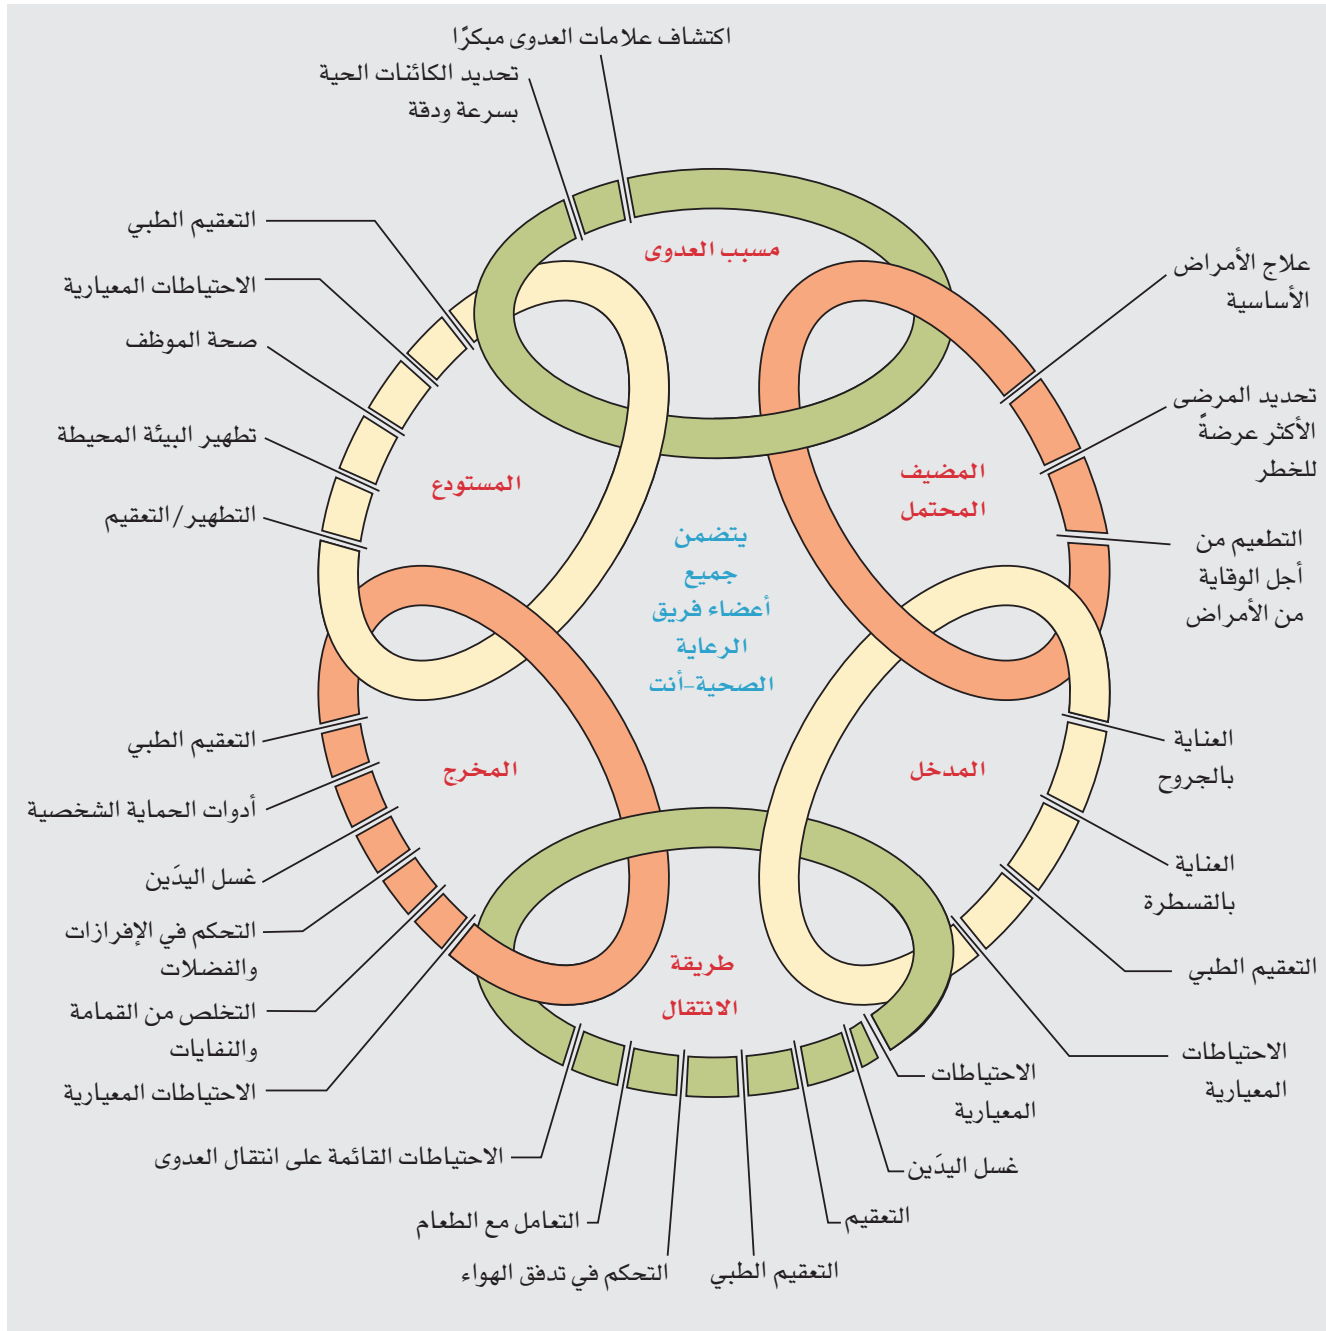 اكتشاف علامات العدوى مبكرًا
تحديد الكائنات الحية
بسرعة ودقة
مسبب العدوى
علاج الأمراض
الأساسية
تحديد المرضى
الأكثر عرضةً
للخطر
التطعيم من
أجل الوقاية
من الأمراض
المضيف
المحتمل
العناية
بالجروح
العناية
بالقسطرة
التعقيم الطبي
الاحتياطات
المعيارية
المدخل
الاحتياطات
المعيارية
غسل اليدَين
التعقيم
التعقيم الطبي
التحكم في تدفق الهواء
التعامل مع الطعام
الاحتياطات القائمة على انتقال العدوى
طريقة
الانتقال
التعقيم الطبي
أدوات الحماية الشخصية
غسل اليدَين
التحكم في الإفرازات
والفضلات
التخلص من القمامة
والنفايات
الاحتياطات المعيارية
المخرج
التعقيم الطبي
الاحتياطات المعيارية
صحة الموظف
تطهير البيئة المحيطة
التطهير/التعقيم
المستودع
يتضمن
جميع
أعضاء فريق
الرعاية
الصحية-أنت